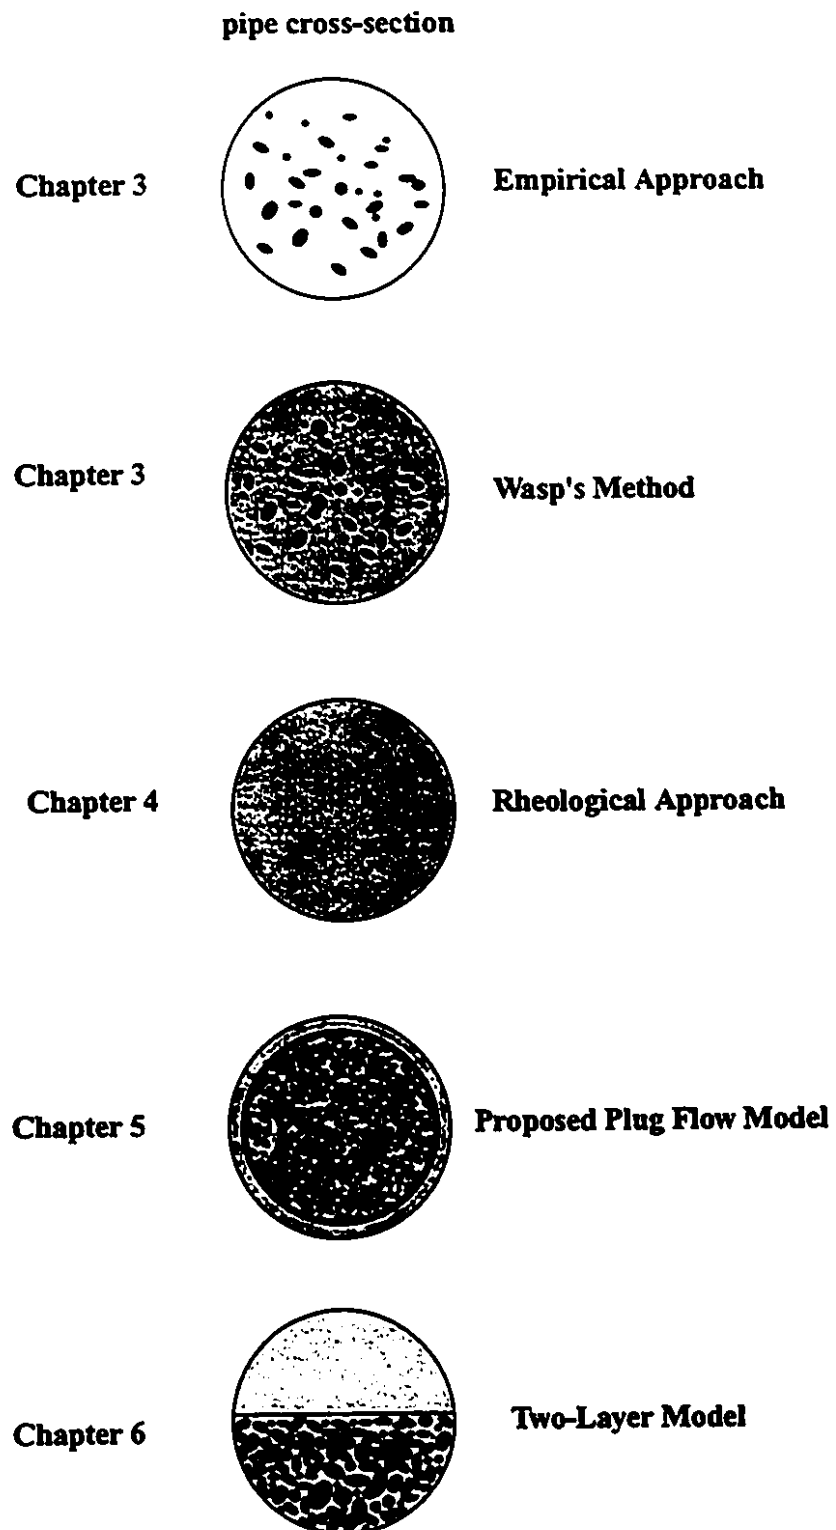 pipe cross-section
Chapter 3
Empirical Approach
Chapter 3
Wasp's Method
Chapter 4
Rheological Approach
Chapter 5
Proposed Plug Flow Model
Chapter 6
Two-Layer Model